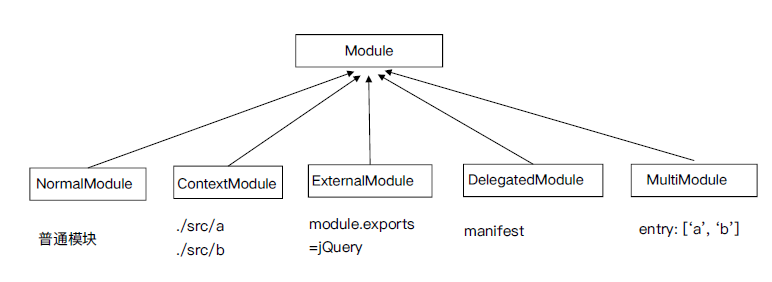 Module
NormalModule
ContextModule
ExternalModule
DelegatedModule
MultiModule
普通模块
./src/a
./src/b
module.exports
=jQuery
manifest
entry: [‘a’, ‘b’]